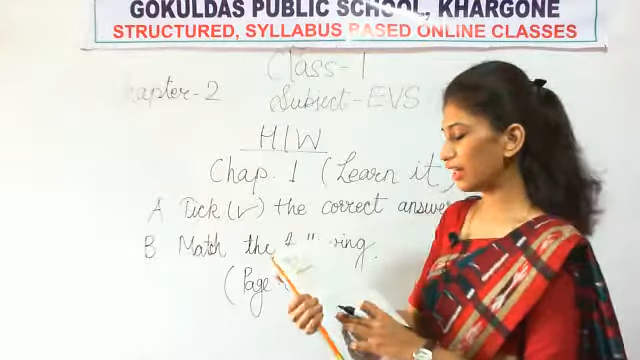 GOKULDAS PUBLIC SCHOOL, KHARGONE
STRUCTURED, SYLLABUS BASED ONLINE CLASSES
Class-1
hapter-2
Subject-EVS
H/W
Chap. 1 (Learn it
A Tick (✓) the correct answer
B Match the
(Page